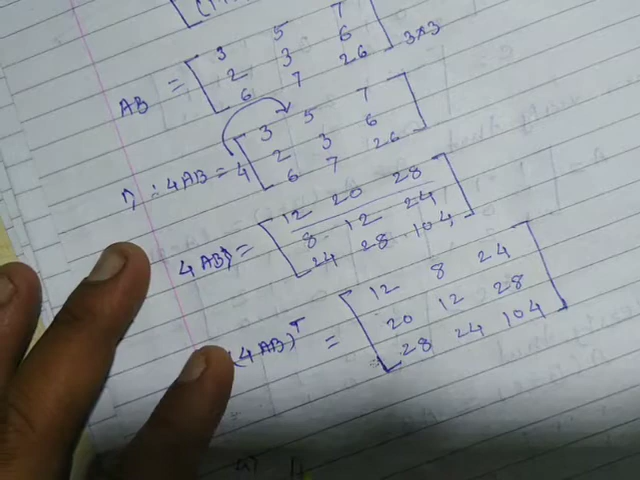 AB = [3 5 7
2 3 6
6 7 26] 3×3
4AB = 4 [3 5 7
2 3 6
6 7 26]
4AB = [12 20 28
8 12 24
24 28 104]
(4AB)ᵀ = [12 8 24
20 12 28
28 24 104]